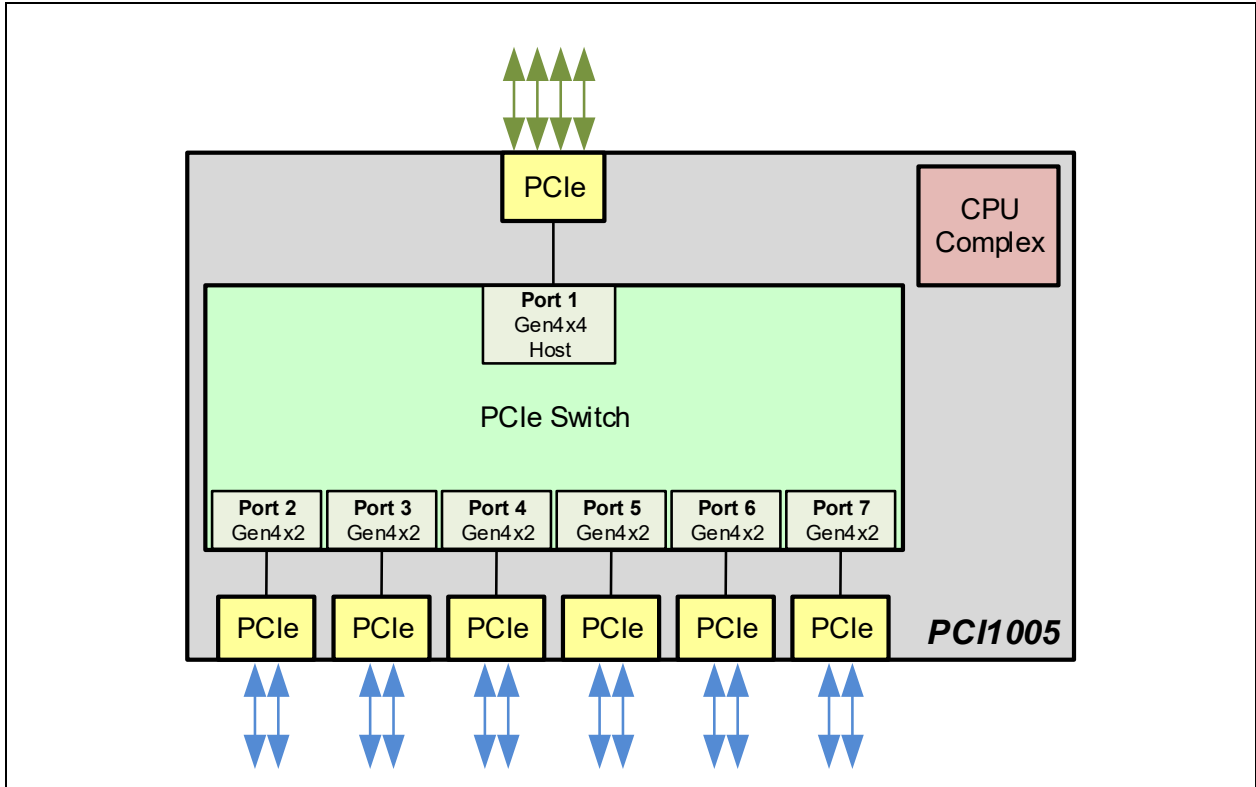 PCIe
CPU
Complex
Port 1
Gen4x4
Host
PCIe Switch
Port 2
Gen4x2
Port 3
Gen4x2
Port 4
Gen4x2
Port 5
Gen4x2
Port 6
Gen4x2
Port 7
Gen4x2
PCIe
PCIe
PCIe
PCIe
PCIe
PCIe
PCI1005